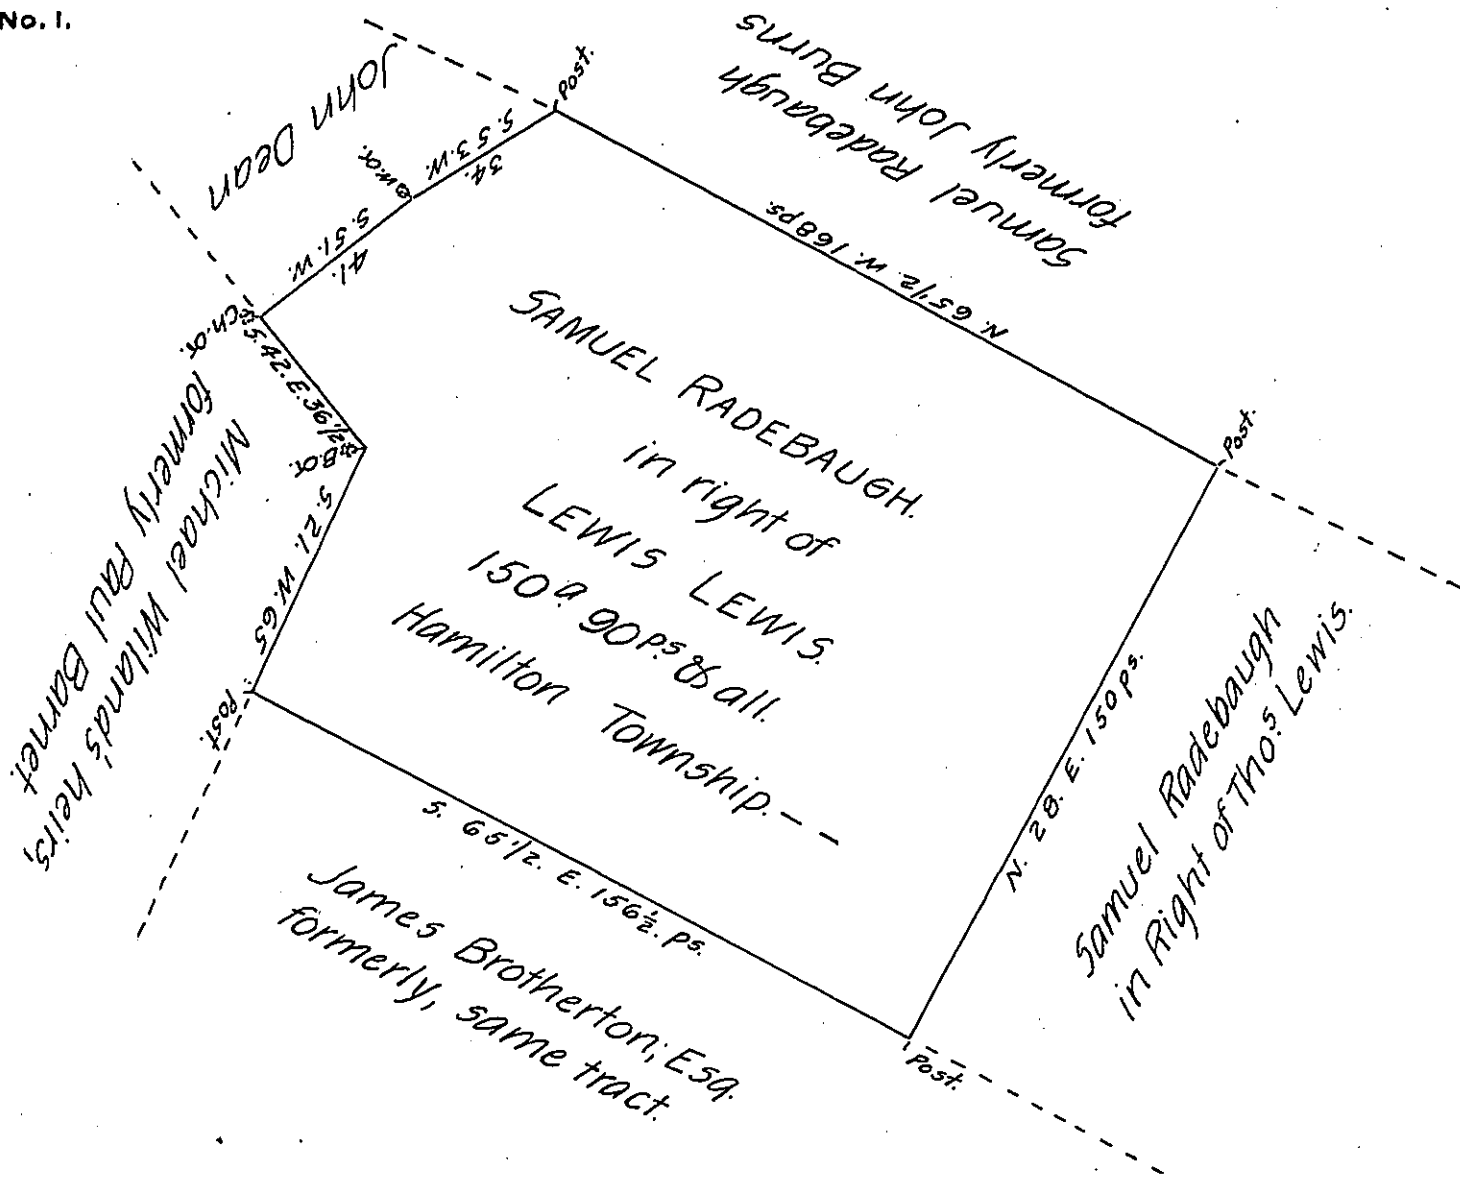 No. 1.
John Dean
Post.
S. 53. W.
34.
w.o.
S. 51. W.
41.
Samuel Radebaugh
formerly John Burns
N. 65 1/2. W. 168 ps.
Post.
Ch.O.
S. 42. E. 36 1/2
B.O.
S. 21. W. 65
Post.
Michael Wiland's heirs,
formerly Paul Barnet.
SAMUEL RADEBAUGH.
in right of
LEWIS LEWIS.
150a 90ps & all.
Hamilton Township.
N. 28. E. 150 ps.
Samuel Radebaugh
in Right of Thos Lewis.
S. 65 1/2. E. 156 1/2. ps.
James Brotherton, Esq.
formerly, same tract.
Post.